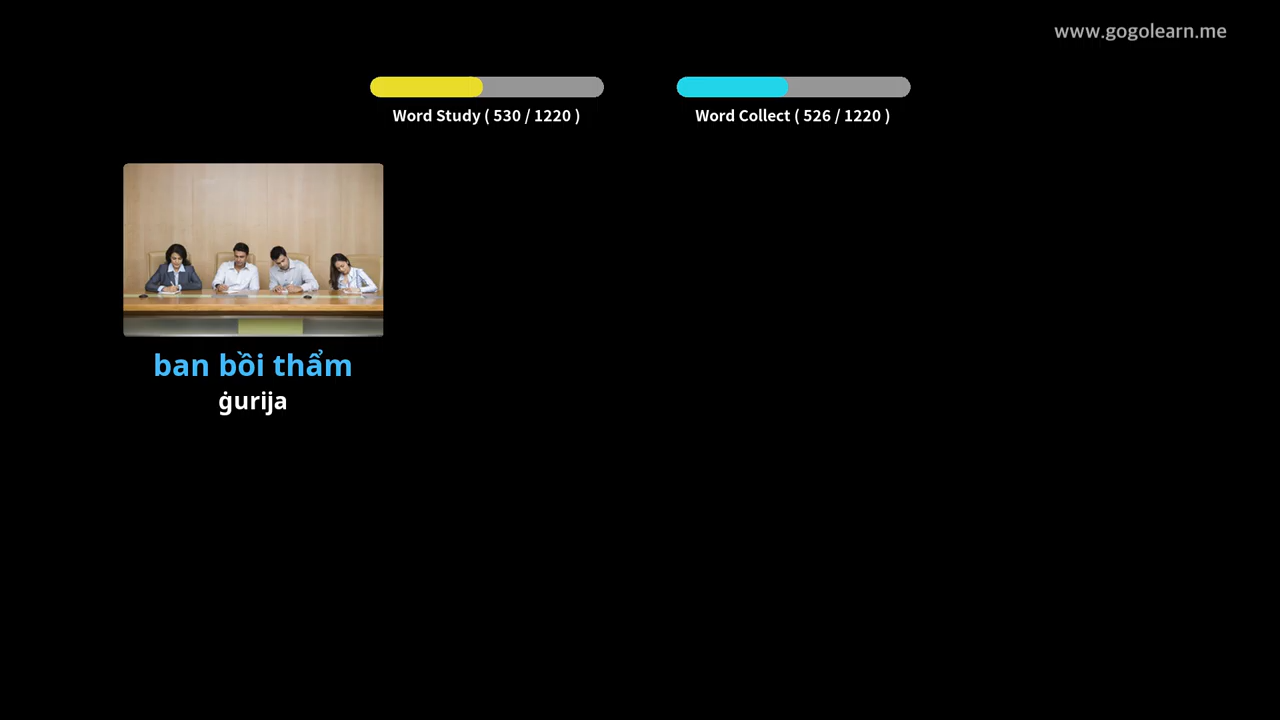 www.gogolearn.me
Word Study ( 530 / 1220 )
Word Collect ( 526 / 1220 )
ban bồi thẩm
ġurija